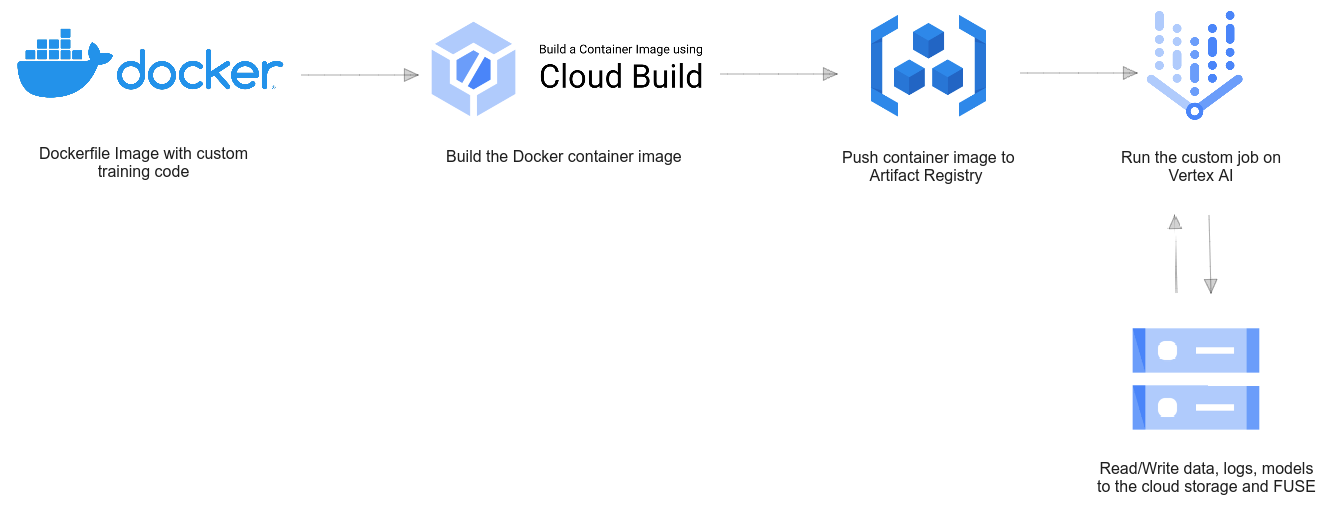 docker
Build a Container Image using
Cloud Build
Dockerfile Image with custom
training code
Build the Docker container image
Push container image to
Artifact Registry
Run the custom job on
Vertex AI
Read/Write data, logs, models
to the cloud storage and FUSE